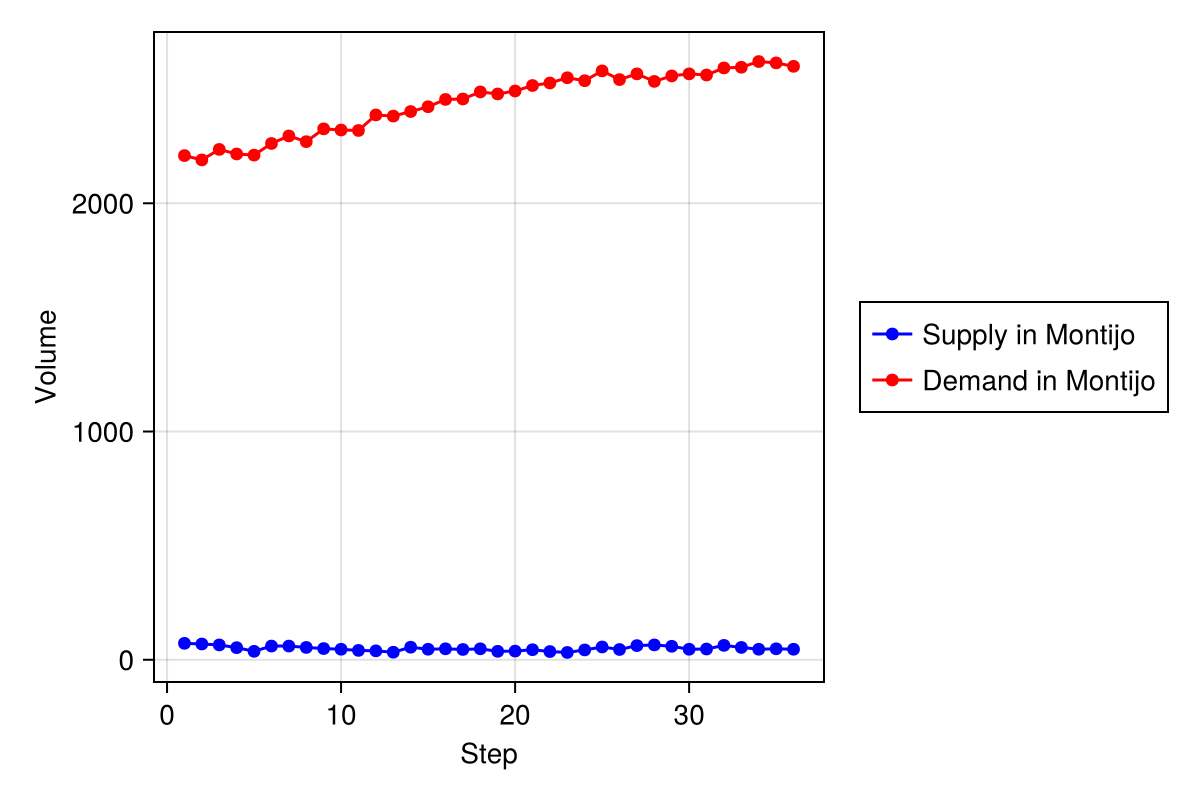 2000
1000
0
Volume
0 10 20 30
Step
Supply in Montijo
Demand in Montijo